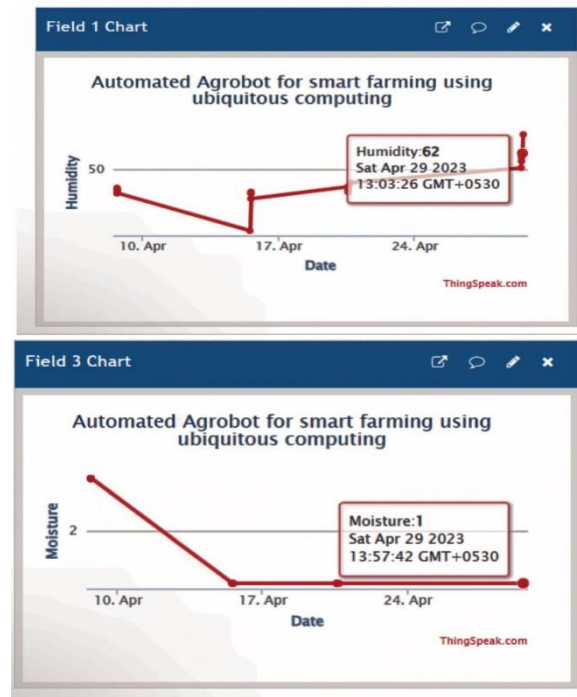 Field 1 Chart
Automated Agrobot for smart farming using
ubiquitous computing
Humidity
50
Humidity:62
Sat Apr 29 2023
13:03:26 GMT+0530
10. Apr
17. Apr
24. Apr
Date
ThingSpeak.com
Field 3 Chart
Automated Agrobot for smart farming using
ubiquitous computing
Moisture
2
Moisture:1
Sat Apr 29 2023
13:57:42 GMT+0530
10. Apr
17. Apr
24. Apr
Date
ThingSpeak.com